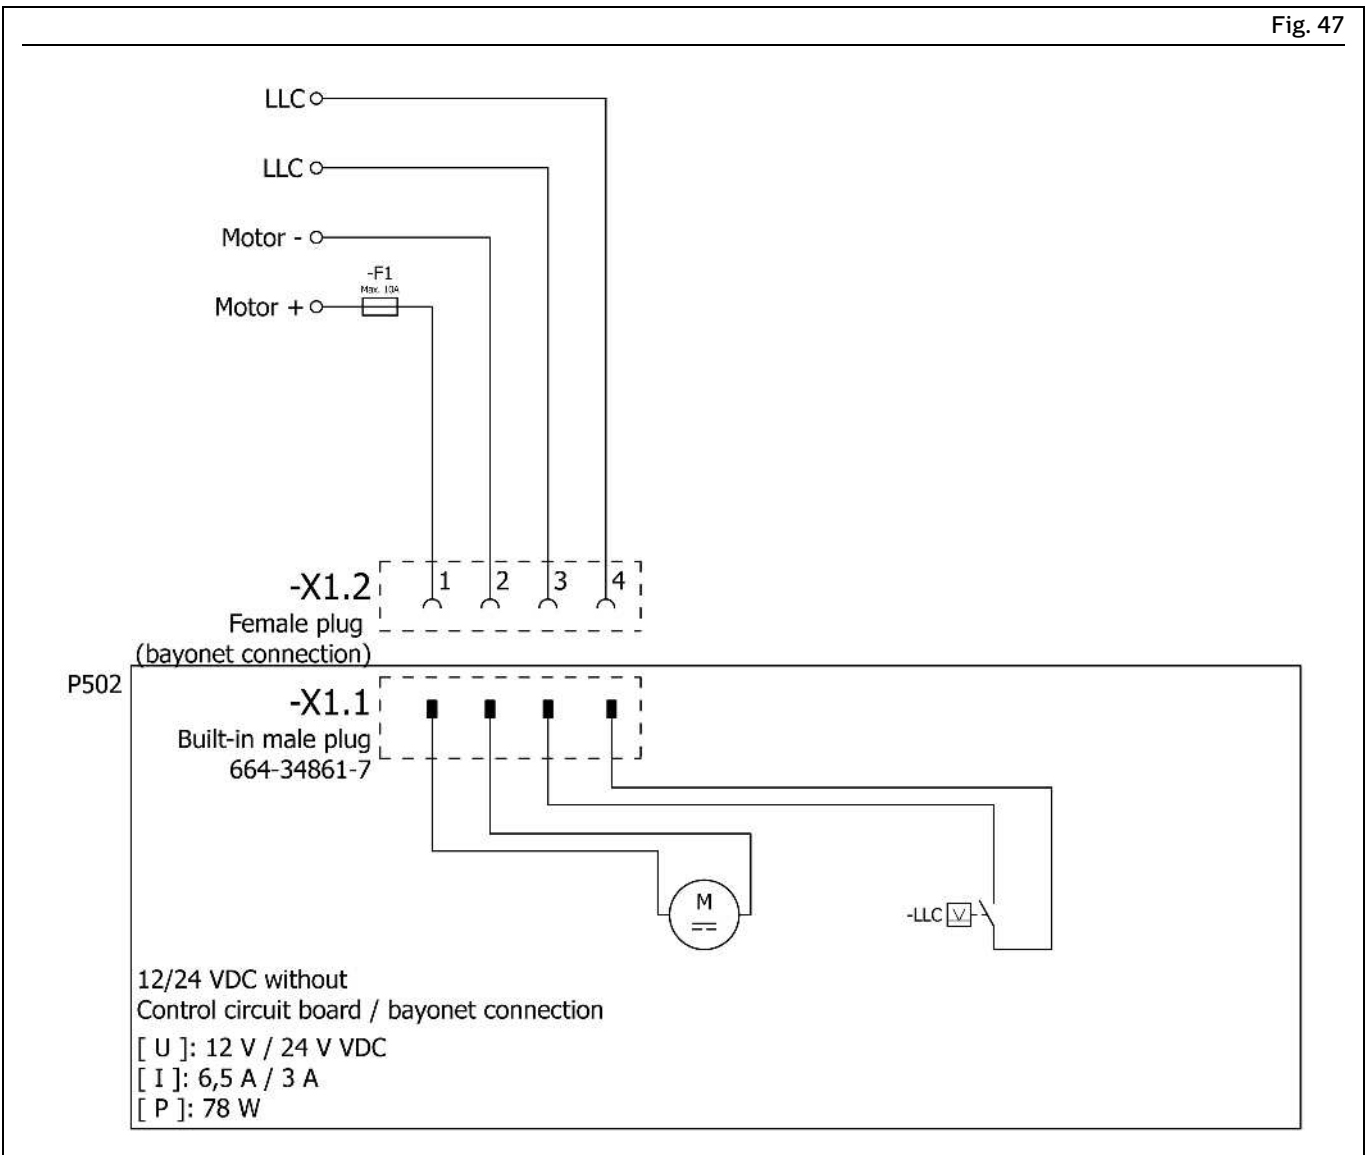 Fig. 47
LLC
LLC
Motor -
-F1
Max. 10A
Motor +
-X1.2
1 2 3 4
Female plug
(bayonet connection)
P502
-X1.1
Built-in male plug
664-34861-7
M
-LLC
12/24 VDC without
Control circuit board / bayonet connection
[ U ]: 12 V / 24 V VDC
[ I ]: 6,5 A / 3 A
[ P ]: 78 W